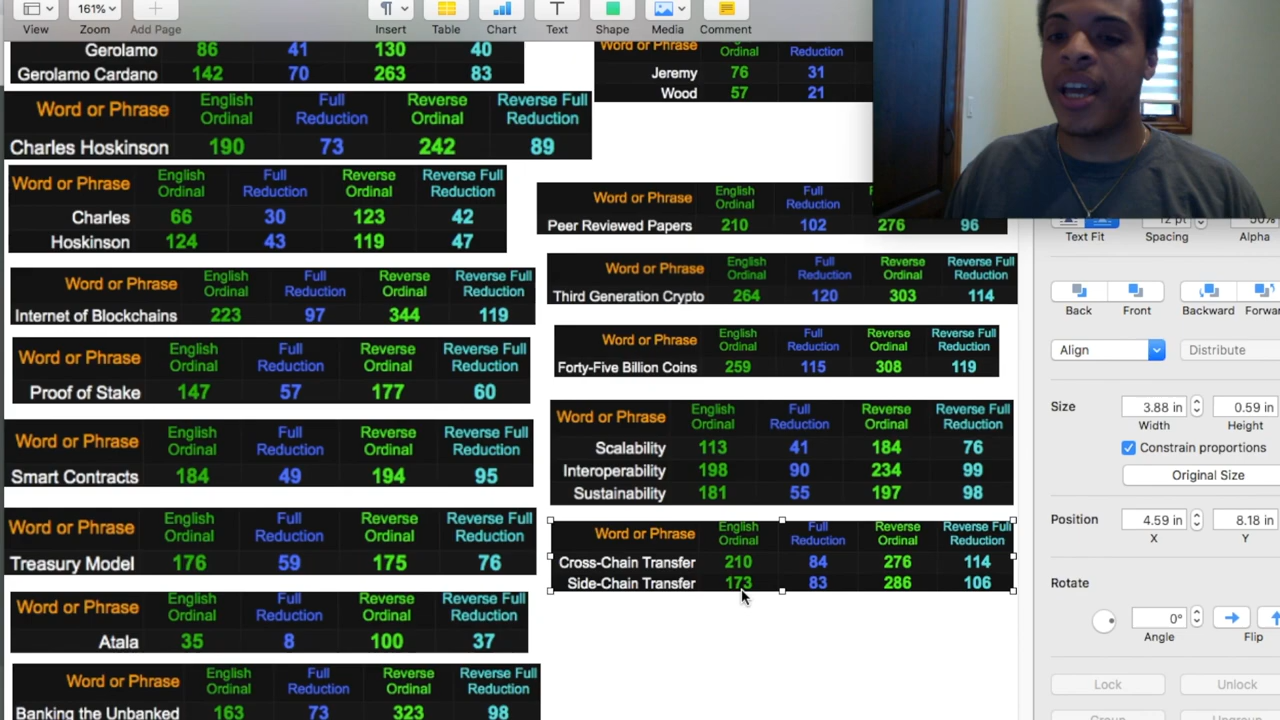 161%
View
Zoom
Add Page
Insert
Table
Chart
Text
Shape
Media
Comment
Gerolamo 86 41 130 40
Gerolamo Cardano 142 70 263 83
Word or Phrase English Ordinal Full Reduction Reverse Ordinal Reverse Full Reduction
Charles Hoskinson 190 73 242 89
Word or Phrase English Ordinal Full Reduction Reverse Ordinal Reverse Full Reduction
Charles 66 30 123 42
Hoskinson 124 43 119 47
Word or Phrase English Ordinal Full Reduction Reverse Ordinal Reverse Full Reduction
Internet of Blockchains 223 97 344 119
Word or Phrase English Ordinal Full Reduction Reverse Ordinal Reverse Full Reduction
Proof of Stake 147 57 177 60
Word or Phrase English Ordinal Full Reduction Reverse Ordinal Reverse Full Reduction
Smart Contracts 184 49 194 95
Word or Phrase English Ordinal Full Reduction Reverse Ordinal Reverse Full Reduction
Treasury Model 176 59 175 76
Word or Phrase English Ordinal Full Reduction Reverse Ordinal Reverse Full Reduction
Atala 35 8 100 37
Word or Phrase English Ordinal Full Reduction Reverse Ordinal Reverse Full Reduction
Banking the Unbanked 163 73 323 98
Word or Phrase Ordinal Reduction
Jeremy 76 31
Wood 57 21
Word or Phrase English Ordinal Full Reduction
Peer Reviewed Papers 210 102 276 96
Word or Phrase English Ordinal Full Reduction Reverse Ordinal Reverse Full Reduction
Third Generation Crypto 264 120 303 114
Word or Phrase English Ordinal Full Reduction Reverse Ordinal Reverse Full Reduction
Forty-Five Billion Coins 259 115 308 119
Word or Phrase English Ordinal Full Reduction Reverse Ordinal Reverse Full Reduction
Scalability 113 41 184 76
Interoperability 198 90 234 99
Sustainability 181 55 197 98
Word or Phrase English Ordinal Full Reduction Reverse Ordinal Reverse Full Reduction
Cross-Chain Transfer 210 84 276 114
Side-Chain Transfer 173 83 286 106
Text Fit
Spacing
Alpha
Back
Front
Backward
Align
Distribute
Size
3.88 in
0.59 in
Width
Height
Constrain proportions
Original Size
Position
4.59 in
8.18 in
X
Y
Rotate
0°
Angle
Flip
Lock
Unlock